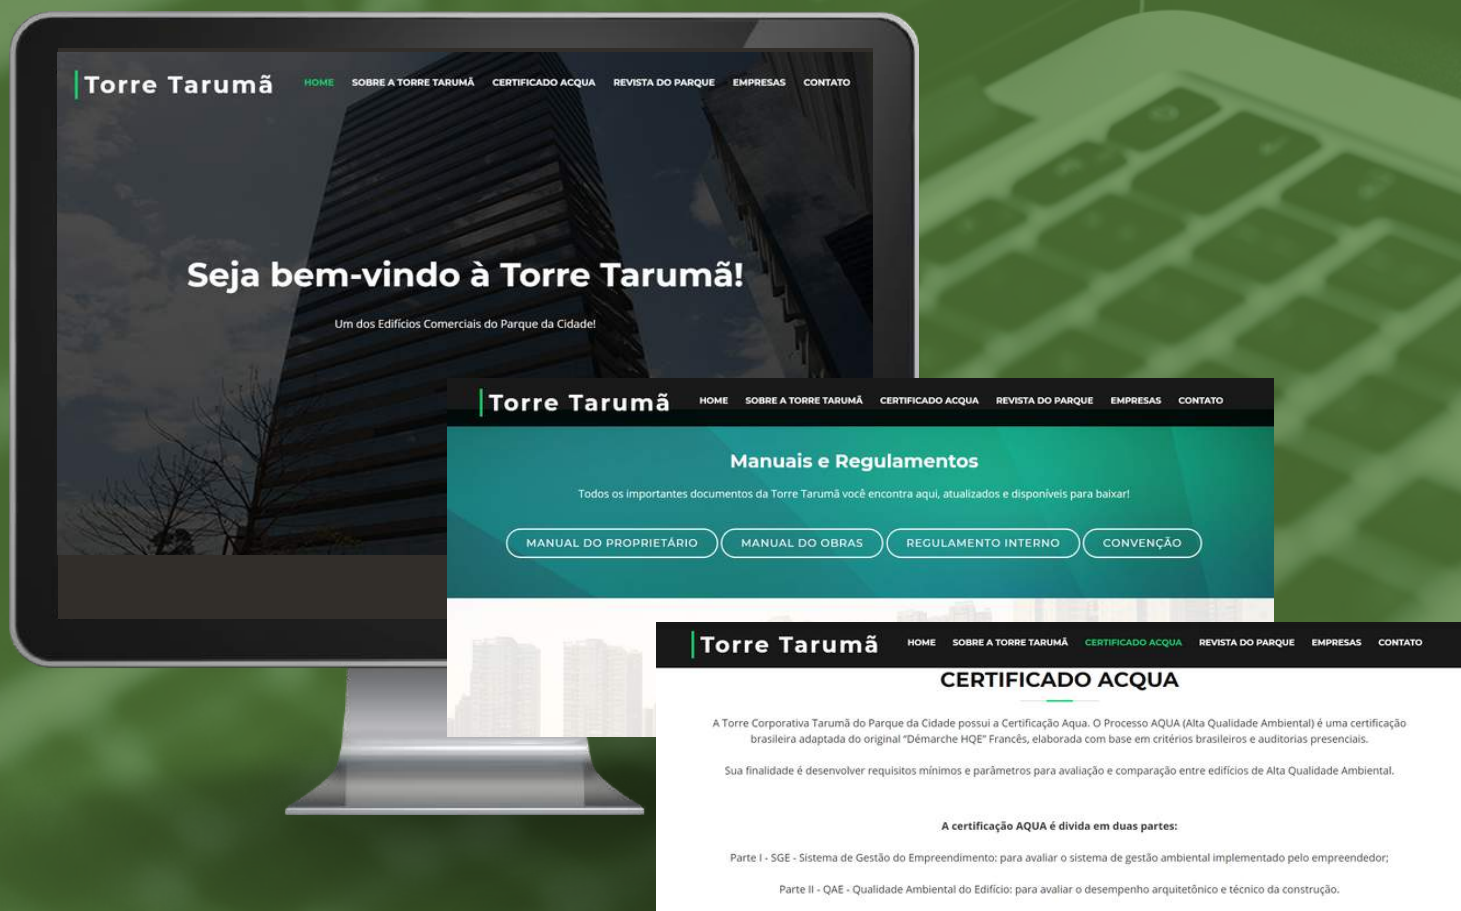 Torre Tarumã
HOME SOBRE A TORRE TARUMÃ CERTIFICADO ACQUA REVISTA DO PARQUE EMPRESAS CONTATO
Seja bem-vindo à Torre Tarumã!
Um dos Edifícios Comerciais do Parque da Cidade!
Torre Tarumã
HOME SOBRE A TORRE TARUMÃ CERTIFICADO ACQUA REVISTA DO PARQUE EMPRESAS CONTATO
Manuais e Regulamentos
Todos os importantes documentos da Torre Tarumã você encontra aqui, atualizados e disponíveis para baixar!
MANUAL DO PROPRIETÁRIO MANUAL DO OBRAS REGULAMENTO INTERNO CONVENÇÃO
Torre Tarumã
HOME SOBRE A TORRE TARUMÃ CERTIFICADO ACQUA REVISTA DO PARQUE EMPRESAS CONTATO
CERTIFICADO ACQUA
A Torre Corporativa Tarumã do Parque da Cidade possui a Certificação Aqua. O Processo AQUA (Alta Qualidade Ambiental) é uma certificação
brasileira adaptada do original “Démarche HQE” Francês, elaborada com base em critérios brasileiros e auditorias presenciais.
Sua finalidade é desenvolver requisitos mínimos e parâmetros para avaliação e comparação entre edifícios de Alta Qualidade Ambiental.
A certificação AQUA é divida em duas partes:
Parte I - SGE - Sistema de Gestão do Empreendimento: para avaliar o sistema de gestão ambiental implementado pelo empreendedor;
Parte II - QAE - Qualidade Ambiental do Edifício: para avaliar o desempenho arquitetônico e técnico da construção.